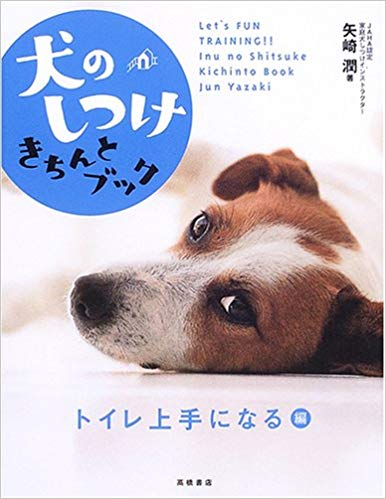 犬の
しつけ
きちんと
ブック
Let's FUN
TRAINING!!
Inu no Shitsuke
Kichinto Book
Jun Yazaki
JAHA認定
家庭犬しつけインストラクター
矢崎 潤 著
トイレ上手になる編
高橋書店